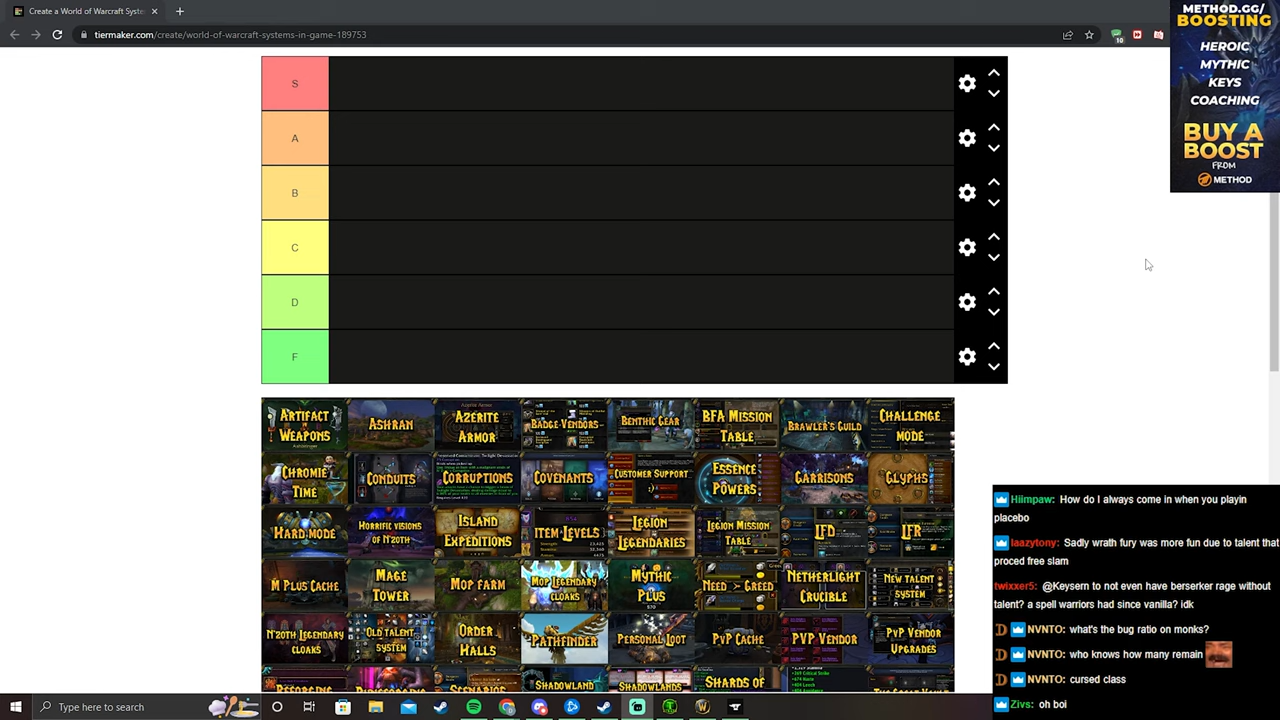 Create a World of Warcraft Syste
tiermaker.com/create/world-of-warcraft-systems-in-game-189753
METHOD.GG/
BOOSTING
HEROIC
MYTHIC
KEYS
COACHING
BUY A
BOOST
FROM
METHOD
S
A
B
C
D
F
ARTIFACT WEAPONS
ASHRAN
AZERITE ARMOR
BADGE VENDORS
BENTHIC GEAR
BFA MISSION TABLE
BRAWLER'S GUILD
CHALLENGE MODE
CHROMIE TIME
CONDUITS
CORRUPTIONS
COVENANTS
CUSTOMER SUPPORT
ESSENCE POWERS
GARRISONS
GLYPHS
HARD MODE
HORRIFIC VISIONS OF N'ZOTH
ISLAND EXPEDITIONS
ITEM LEVELS
LEGION LEGENDARIES
LEGION MISSION TABLE
LFD
LFR
M PLUS CACHE
MAGE TOWER
MOP FARM
MOP LEGENDARY CLOAKS
MYTHIC PLUS
NEED > GREED
NETHERLIGHT CRUCIBLE
NEW TALENT SYSTEM
N'ZOTH LEGENDARY CLOAKS
OLD TALENT SYSTEM
ORDER HALLS
PATHFINDER
PERSONAL LOOT
PVP CACHE
PVP VENDOR
PVP VENDOR UPGRADES
REFORGING
SCENARIOS
SHADOWLAND
SHADOWLANDS
SHARDS OF
Hiimpaw: How do I always come in when you playin
placebo
laazytony: Sadly wrath fury was more fun due to talent that
proced free slam
twixxer5: @Keysern to not even have berserker rage without
talent? a spell warriors had since vanilla? idk
NVNTO: what's the bug ratio on monks?
NVNTO: who knows how many remain
NVNTO: cursed class
Zivs: oh boi
Type here to search